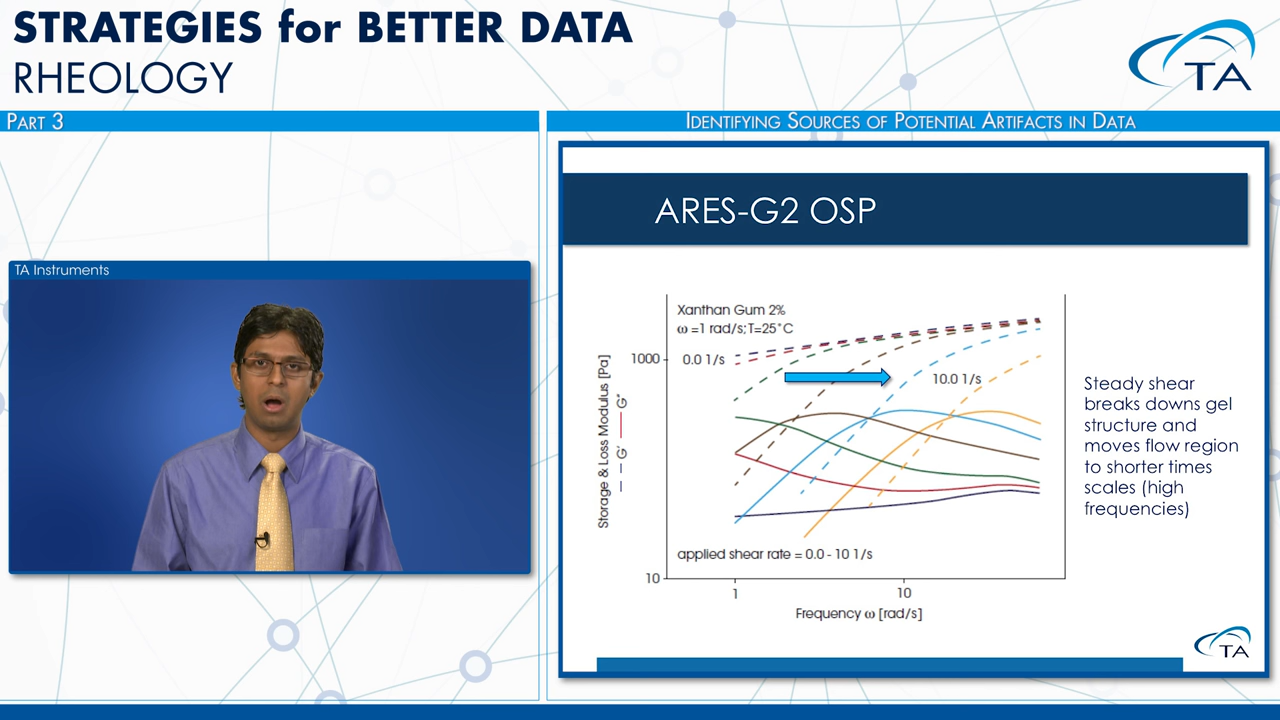 STRATEGIES for BETTER DATA
RHEOLOGY
TA
PART 3
IDENTIFYING SOURCES OF POTENTIAL ARTIFACTS IN DATA
TA Instruments
ARES-G2 OSP
Xanthan Gum 2%
ω =1 rad/s;T=25°C
1000
0.0 1/s
10.0 1/s
Storage & Loss Modulus [Pa]
G' G"
applied shear rate = 0.0 - 10 1/s
10
1
10
Frequency ω [rad/s]
Steady shear
breaks downs gel
structure and
moves flow region
to shorter times
scales (high
frequencies)
TA